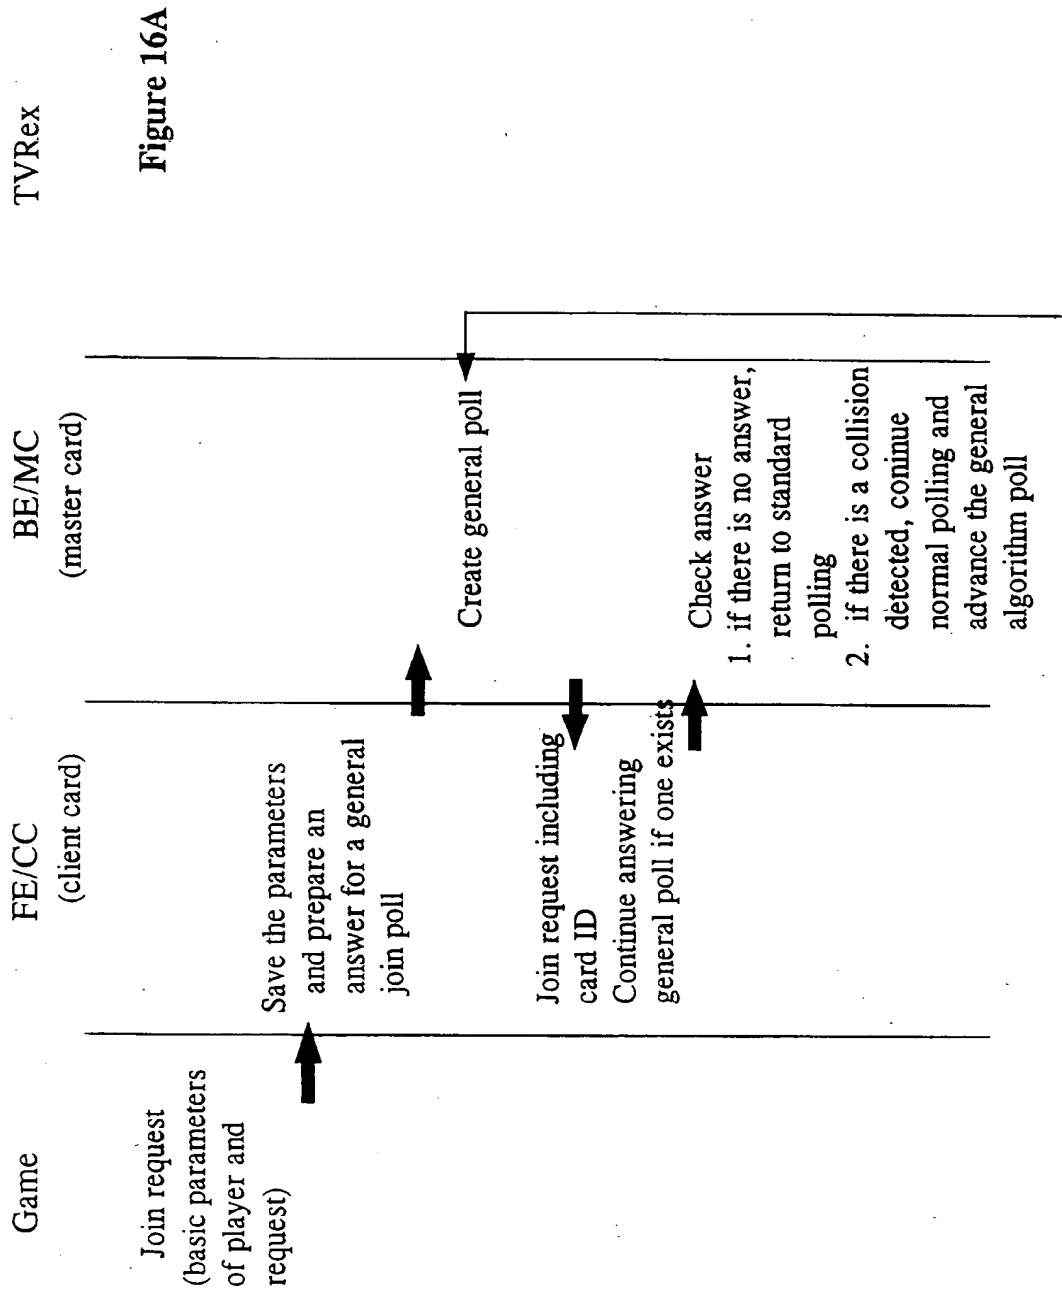 Figure 16A
Game
FE/CC
(client card)
BE/MC
(master card)
TVRex
Join request
(basic parameters
of player and
request)
Save the parameters
and prepare an
answer for a general
join poll
Create general poll
Join request including
card ID
Continue answering
general poll if one exists
Check answer
1. if there is no answer,
return to standard
polling
2. if there is a collision
detected, coninue
normal polling and
advance the general
algorithm poll